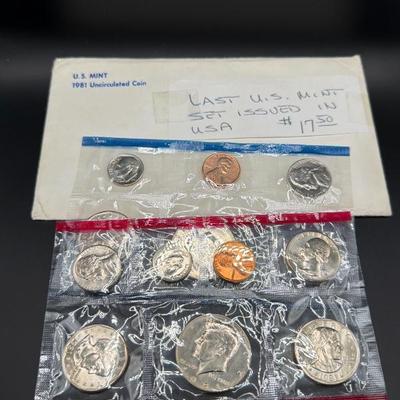 U.S. MINT
1981 Uncirculated Coin
LAST U.S. MINT
SET ISSUED IN
USA $17.50